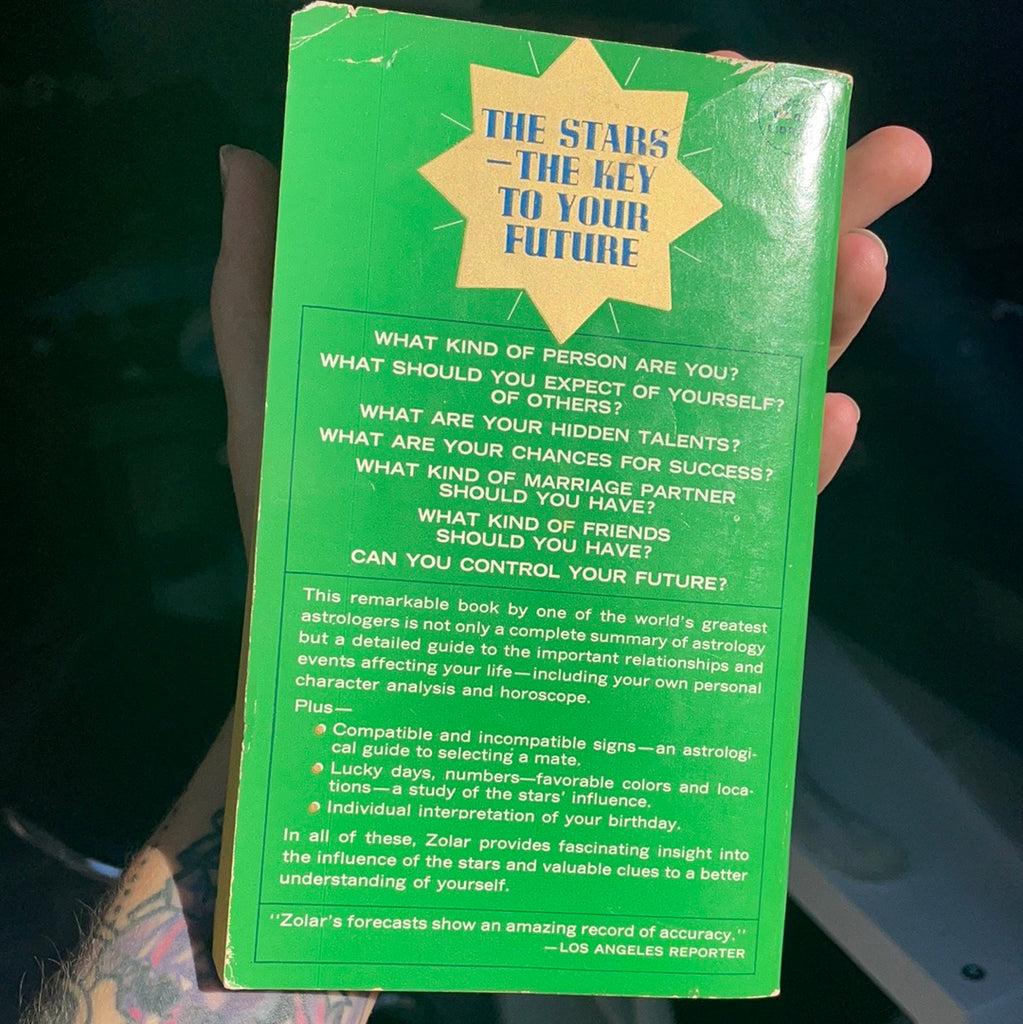 THE STARS
—THE KEY
TO YOUR
FUTURE
WHAT KIND OF PERSON ARE YOU?
WHAT SHOULD YOU EXPECT OF YOURSELF?
OF OTHERS?
WHAT ARE YOUR HIDDEN TALENTS?
WHAT ARE YOUR CHANCES FOR SUCCESS?
WHAT KIND OF MARRIAGE PARTNER
SHOULD YOU HAVE?
WHAT KIND OF FRIENDS
SHOULD YOU HAVE?
CAN YOU CONTROL YOUR FUTURE?
This remarkable book by one of the world's greatest
astrologers is not only a complete summary of astrology
but a detailed guide to the important relationships and
events affecting your life—including your own personal
character analysis and horoscope.
Plus—
Compatible and incompatible signs—an astrologi-
cal guide to selecting a mate.
Lucky days, numbers—favorable colors and loca-
tions—a study of the stars' influence.
Individual interpretation of your birthday.
In all of these, Zolar provides fascinating insight into
the influence of the stars and valuable clues to a better
understanding of yourself.
"Zolar's forecasts show an amazing record of accuracy."
—LOS ANGELES REPORTER